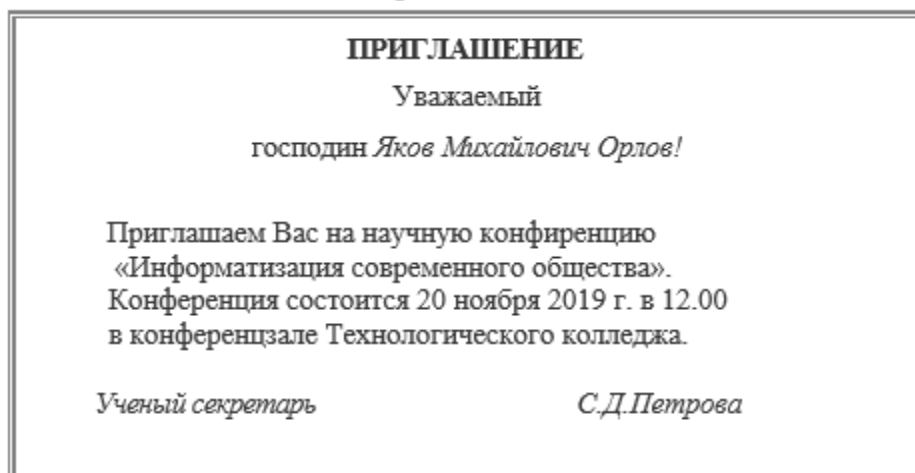 ПРИГЛАШЕНИЕ
Уважаемый
господин Яков Михайлович Орлов!
Приглашаем Вас на научную конфиренцию
«Информатизация современного общества».
Конференция состоится 20 ноября 2019 г. в 12.00
в конференцзале Технологического колледжа.
Ученый секретарь С.Д.Петрова